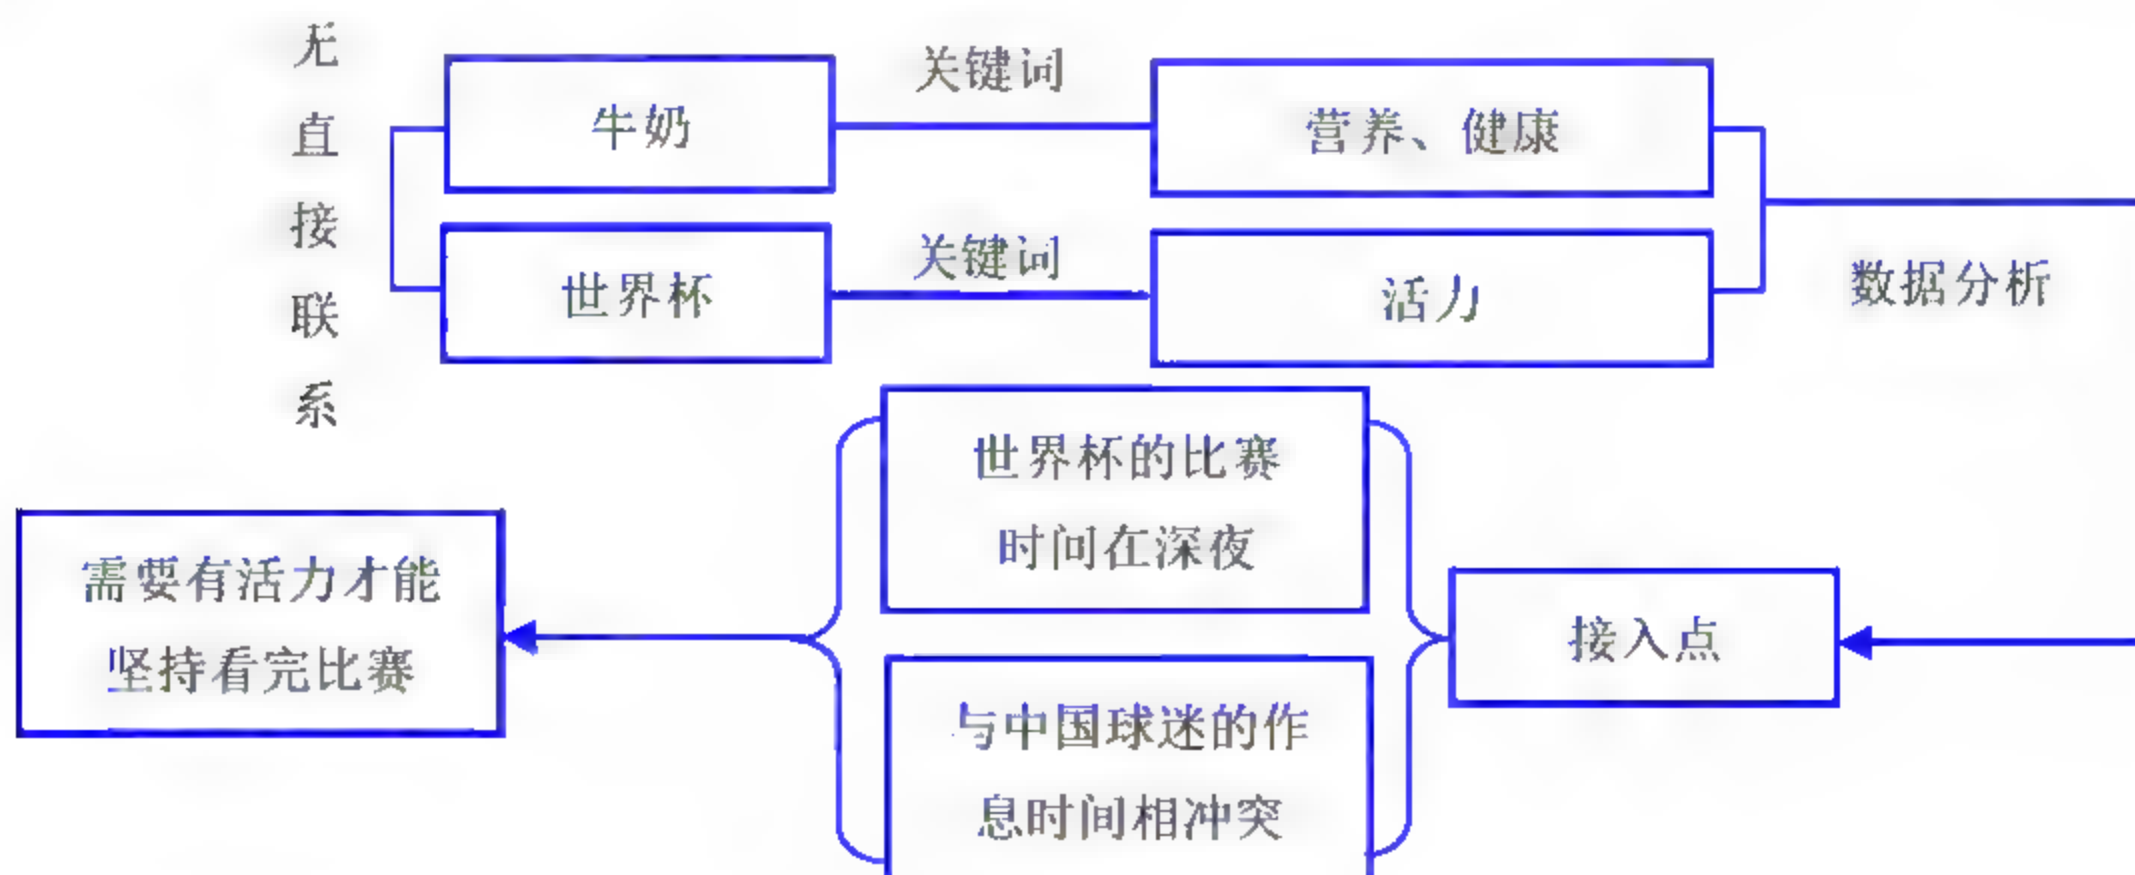 无直接联系
牛奶
关键词
营养、健康
世界杯
关键词
活力
数据分析
世界杯的比赛
时间在深夜
需要有活力才能
坚持看完比赛
接入点
与中国球迷的作
息时间相冲突